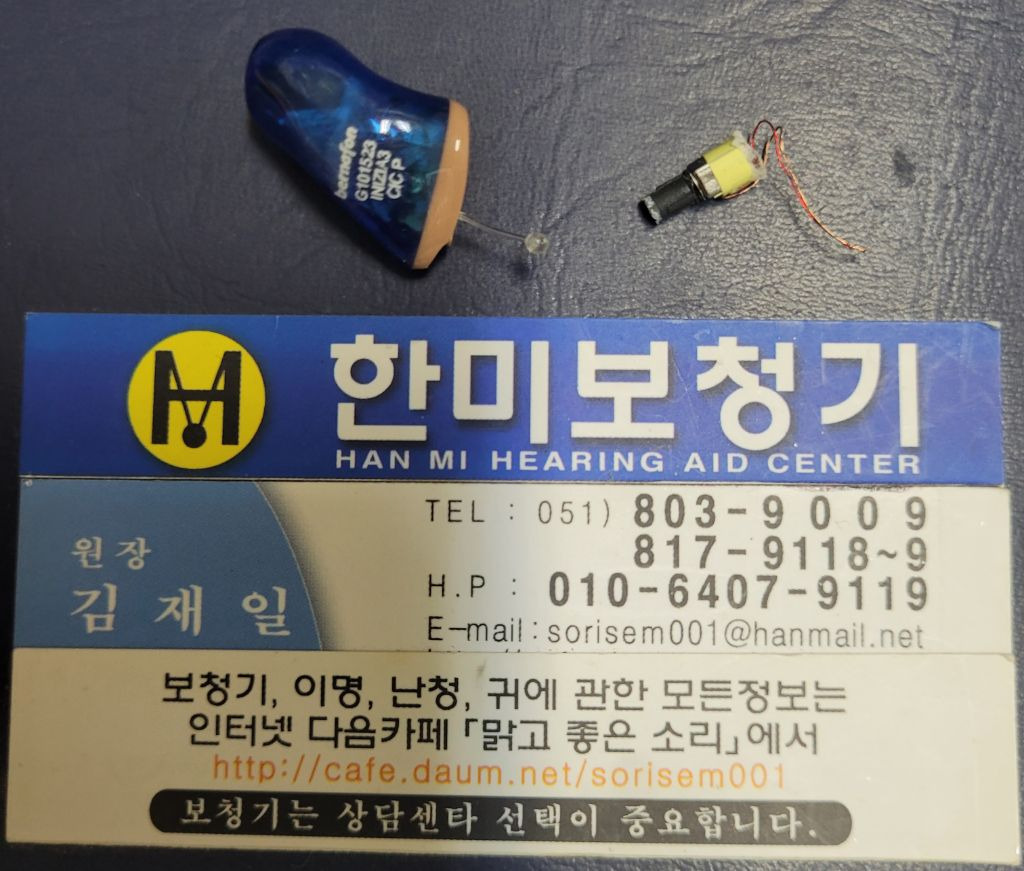 bernafon
G101523
INIZIA3
CIC P
한미보청기
HAN MI HEARING AID CENTER
원장
김재일
TEL : 051) 803-9009
817-9118~9
H.P : 010-6407-9119
E-mail : sorisem001@hanmail.net
보청기, 이명, 난청, 귀에 관한 모든정보는
인터넷 다음카페 「맑고 좋은 소리」에서
http://cafe.daum.net/sorisem001
보청기는 상담센타 선택이 중요합니다.